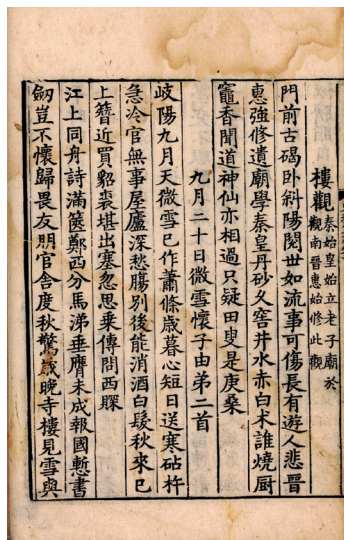 樓觀
秦始皇始立老子廟於
觀南晉惠始修此觀
門前古碣卧斜陽閱世如流事可傷長有遊人悲晉
惠強修遺廟學秦皇丹砂久窖井水赤白术誰燒厨
竈香聞道神仙亦相過只疑田叟是庚桑
九月二十日微雪懷子由弟二首
岐陽九月天微雪已作蕭條歲暮心短日送寒砧杵
急冷官無事屋廬深愁腸別後能消酒白髮秋來已
上簪近買貂裘堪出塞忽思乘傳問西賝
江上同舟詩滿篋鄭西分馬涕垂膺未成報國慙書
劒豈不懷歸畏友朋官舍度秋驚歲晚寺樓見雪與